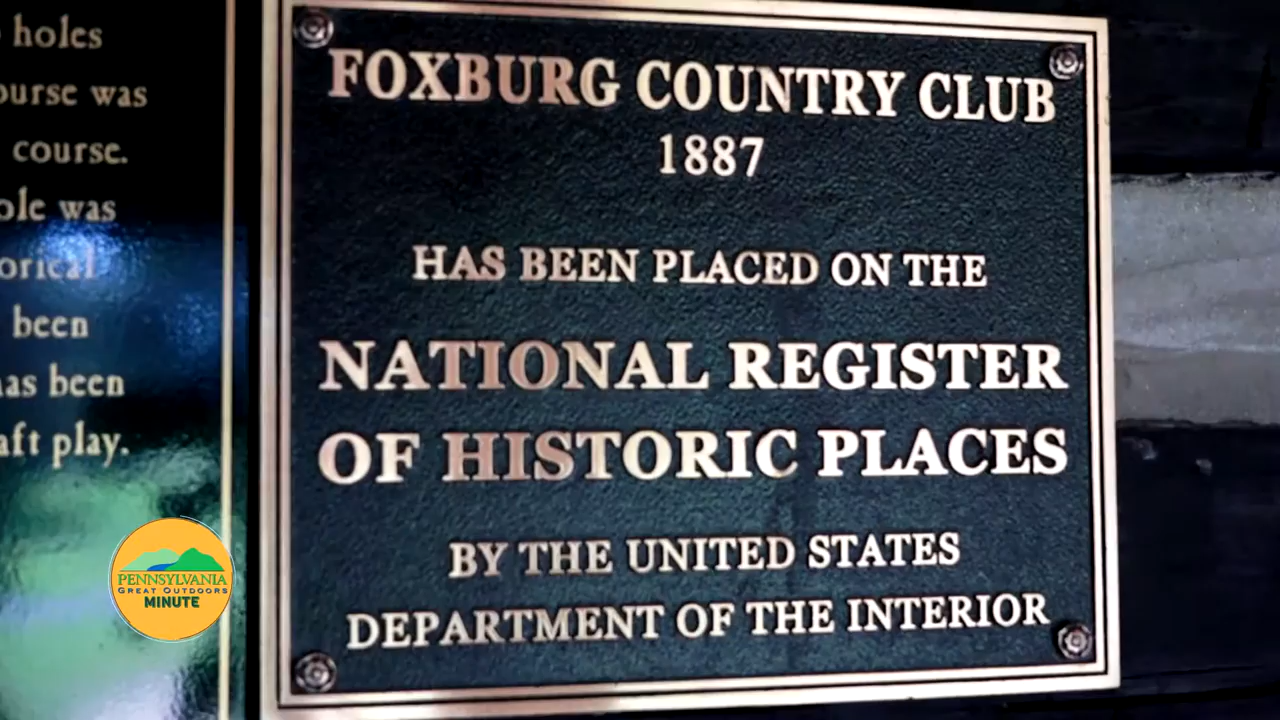 holes
ourse was
course.
ole was
orical
been
has been
aft play.
FOXBURG COUNTRY CLUB
1887
HAS BEEN PLACED ON THE
NATIONAL REGISTER
OF HISTORIC PLACES
BY THE UNITED STATES
DEPARTMENT OF THE INTERIOR
PENNSYLVANIA
GREAT OUTDOORS
MINUTE